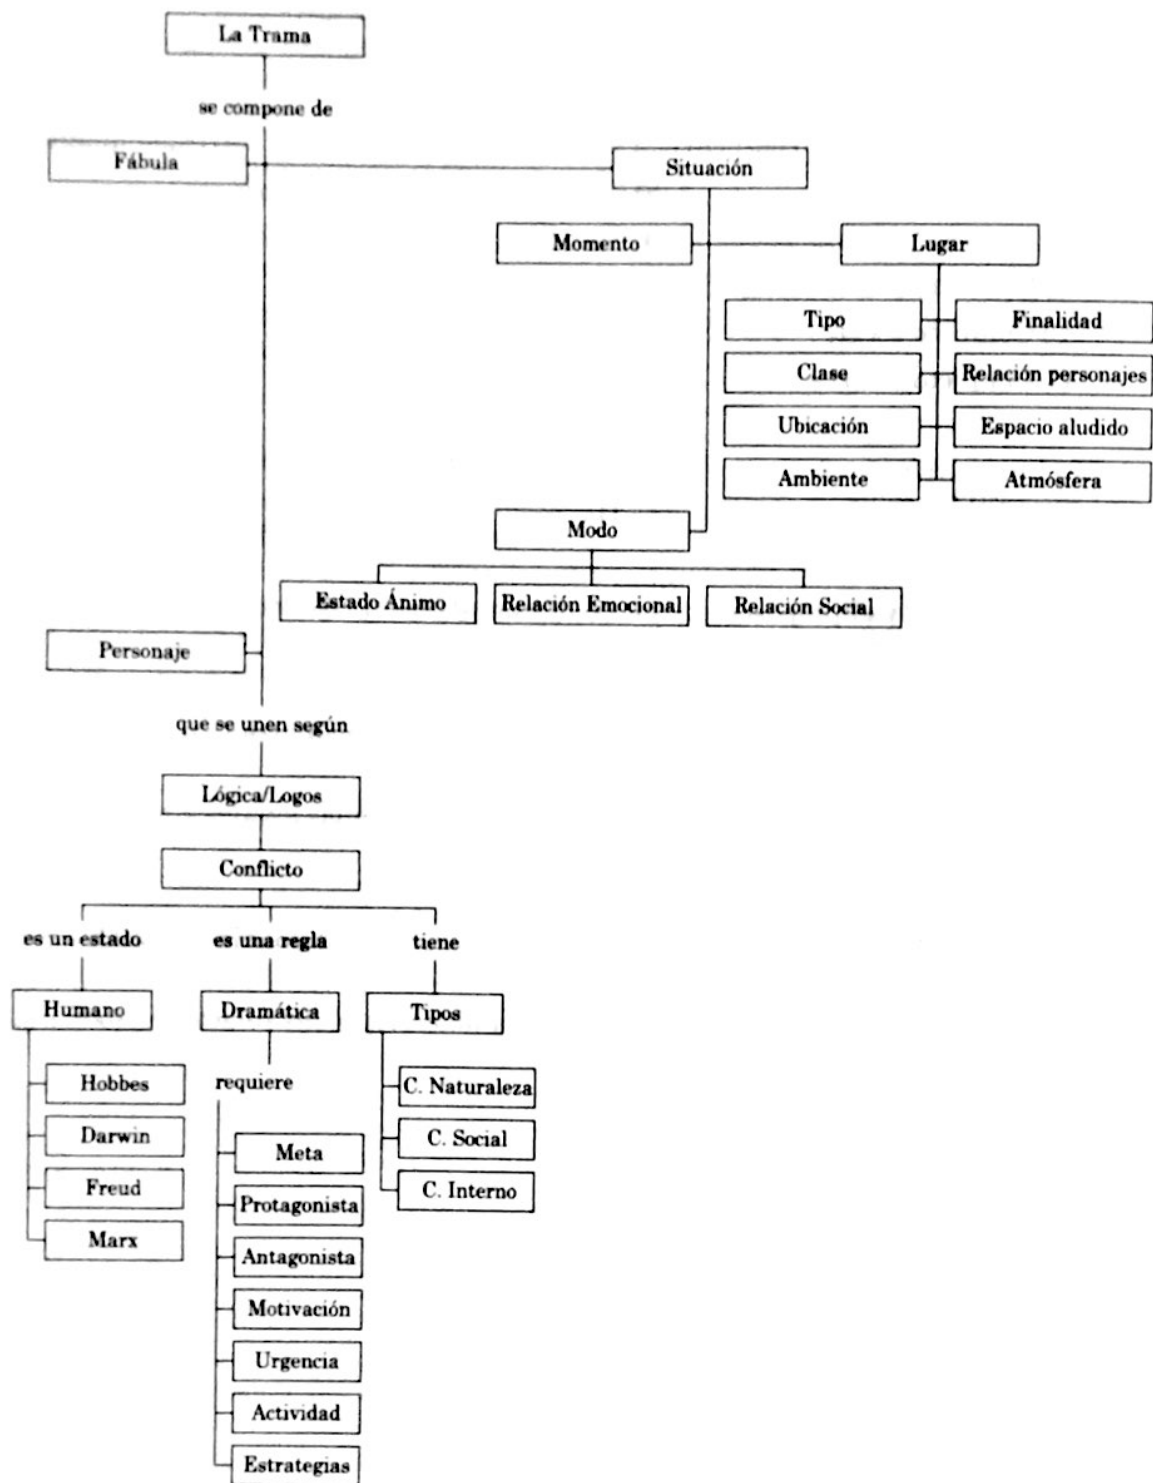 La Trama
se compone de
Fábula
Situación
Momento
Lugar
Tipo
Finalidad
Clase
Relación personajes
Ubicación
Espacio aludido
Ambiente
Atmósfera
Modo
Estado Ánimo
Relación Emocional
Relación Social
Personaje
que se unen según
Lógica/Logos
Conflicto
es un estado
es una regla
tiene
Humano
Dramática
Tipos
Hobbes
Darwin
Freud
Marx
requiere
Meta
Protagonista
Antagonista
Motivación
Urgencia
Actividad
Estrategias
C. Naturaleza
C. Social
C. Interno